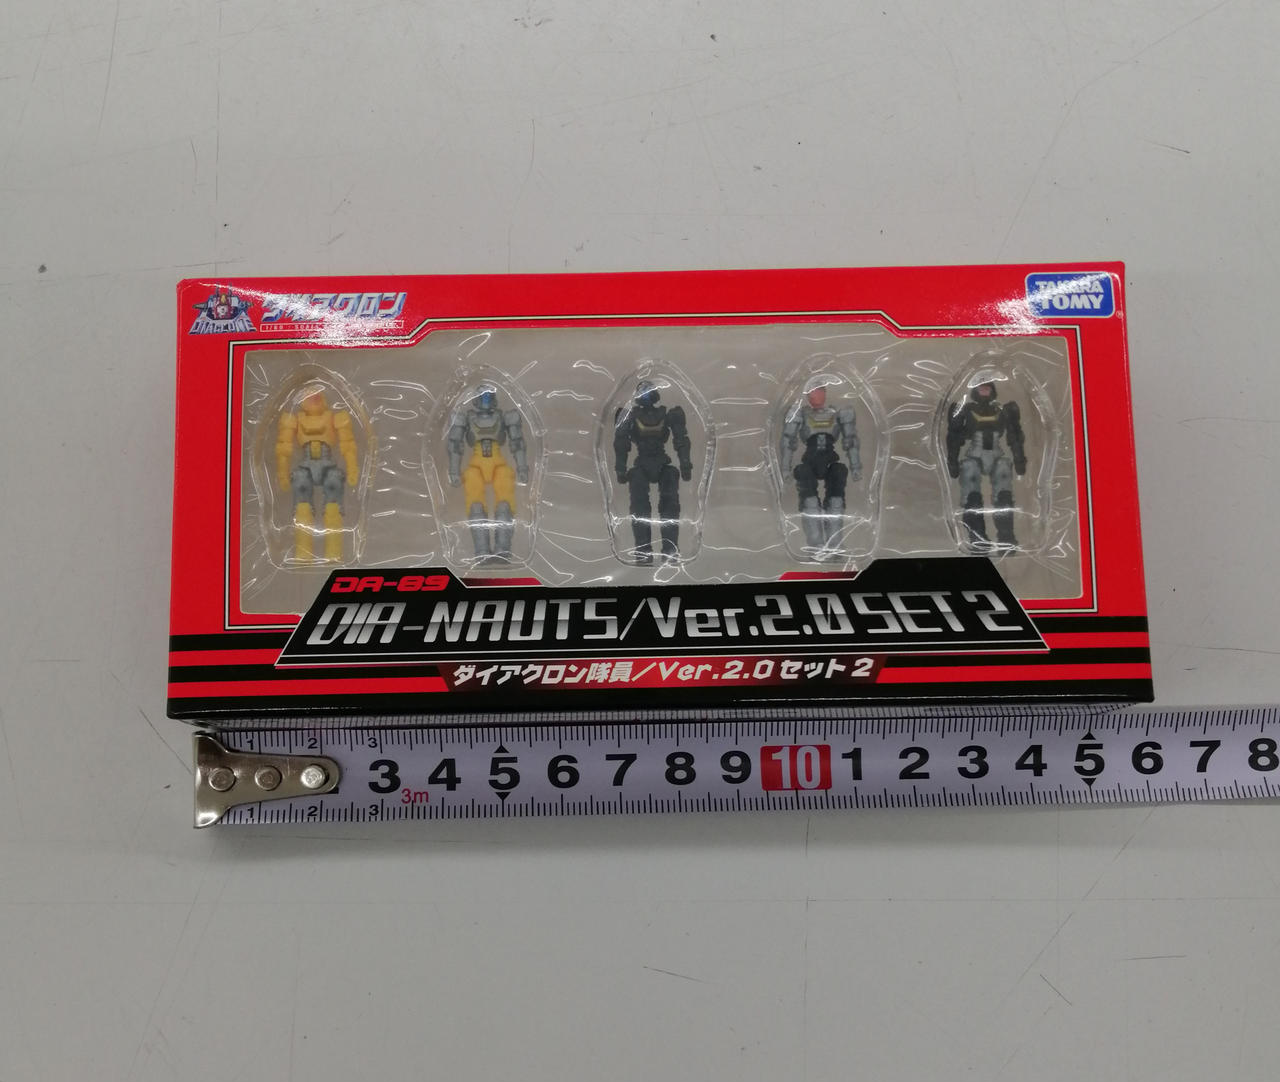 ダイアクロン
DIACLONE
TAKARA TOMY
DA-89
DIA-NAUTS/Ver.2.0 SET 2
ダイアクロン隊員/Ver.2.0 セット2
1 2 3
3 4 5 6 7 8 9 10 1 2 3 4 5 6 7 8
3m
1 2 3